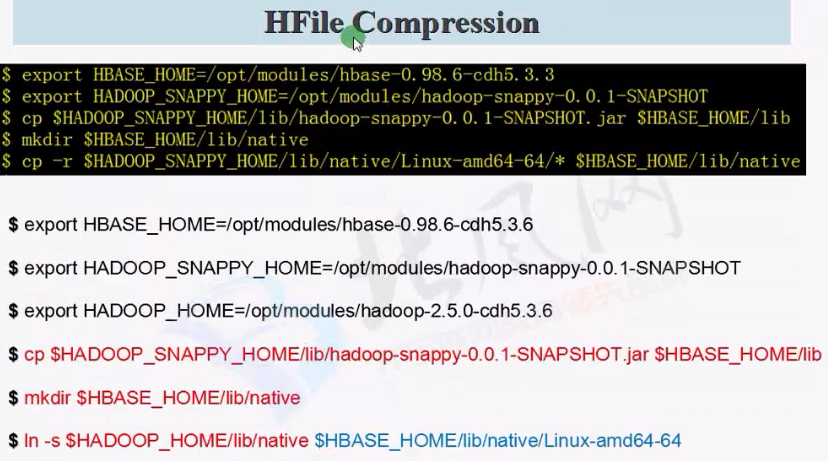 HFile Compression
$ export HBASE_HOME=/opt/modules/hbase-0.98.6-cdh5.3.3
$ export HADOOP_SNAPPY_HOME=/opt/modules/hadoop-snappy-0.0.1-SNAPSHOT
$ cp $HADOOP_SNAPPY_HOME/lib/hadoop-snappy-0.0.1-SNAPSHOT.jar $HBASE_HOME/lib
$ mkdir $HBASE_HOME/lib/native
$ cp -r $HADOOP_SNAPPY_HOME/lib/native/Linux-amd64-64/* $HBASE_HOME/lib/native
$ export HBASE_HOME=/opt/modules/hbase-0.98.6-cdh5.3.6
$ export HADOOP_SNAPPY_HOME=/opt/modules/hadoop-snappy-0.0.1-SNAPSHOT
$ export HADOOP_HOME=/opt/modules/hadoop-2.5.0-cdh5.3.6
$ cp $HADOOP_SNAPPY_HOME/lib/hadoop-snappy-0.0.1-SNAPSHOT.jar $HBASE_HOME/lib
$ mkdir $HBASE_HOME/lib/native
$ ln -s $HADOOP_HOME/lib/native $HBASE_HOME/lib/native/Linux-amd64-64
北风网